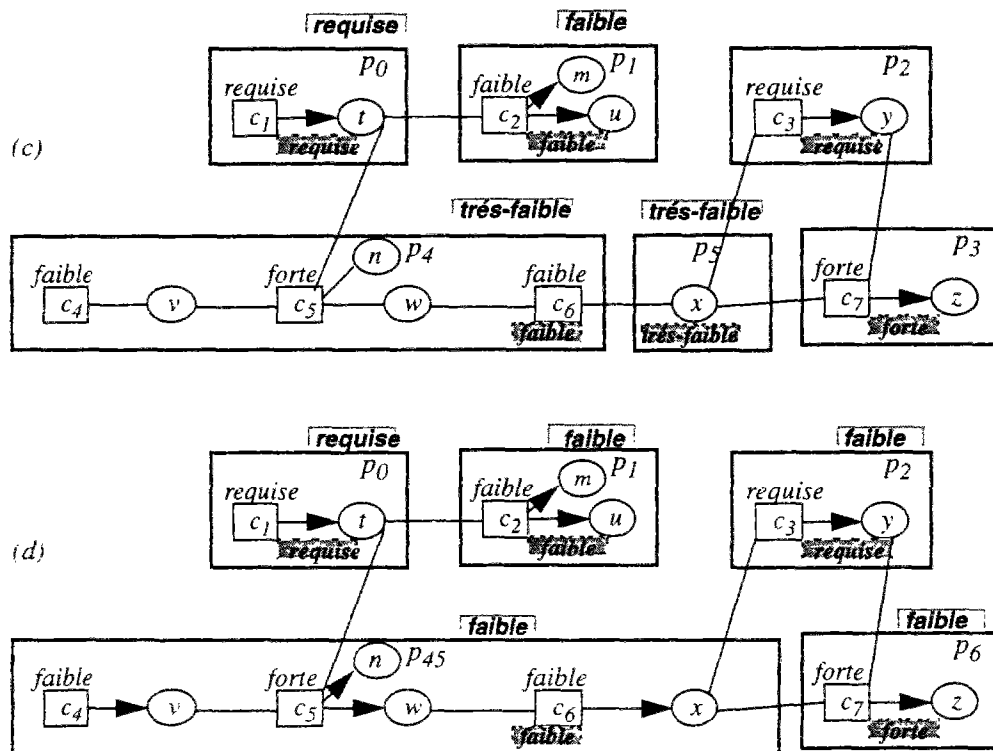 requise faible
p0 p1 p2
requise faible m requise
(c) c1 t c2 u c3 y
requise faible requise
trés-faible trés-faible
n p4 p5 p3
faible forte faible forte
c4 v c5 w c6 x c7 z
faible trés-faible forte
requise faible faible
p0 p1 p2
requise faible m requise
(d) c1 t c2 u c3 y
requise faible requise
faible faible
n p45 p6
faible forte faible forte
c4 v c5 w c6 x c7 z
faible forte